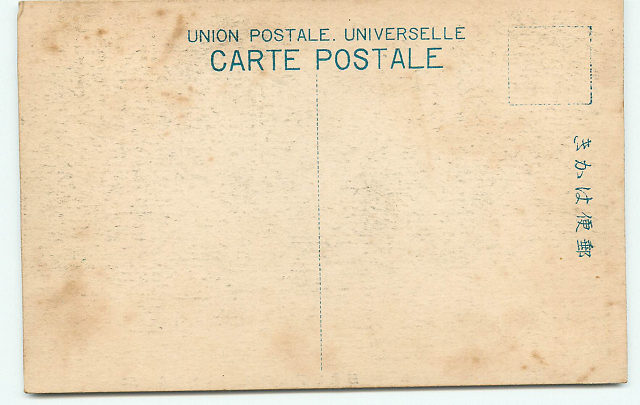 UNION POSTALE. UNIVERSELLE
CARTE POSTALE
郵便はかき